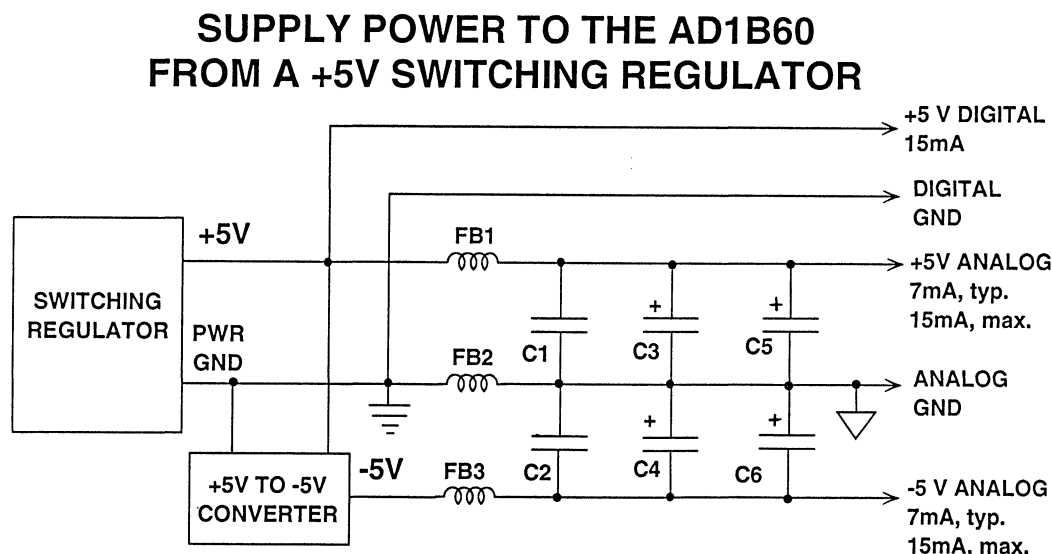 SUPPLY POWER TO THE AD1B60
FROM A +5V SWITCHING REGULATOR
+5 V DIGITAL
15mA
DIGITAL
GND
+5V
FB1
+5V ANALOG
7mA, typ.
15mA, max.
SWITCHING
REGULATOR
PWR
GND
FB2
C1
+
C3
+
C5
ANALOG
GND
+5V TO -5V
CONVERTER
-5V
FB3
C2
+
C4
+
C6
-5 V ANALOG
7mA, typ.
15mA, max.